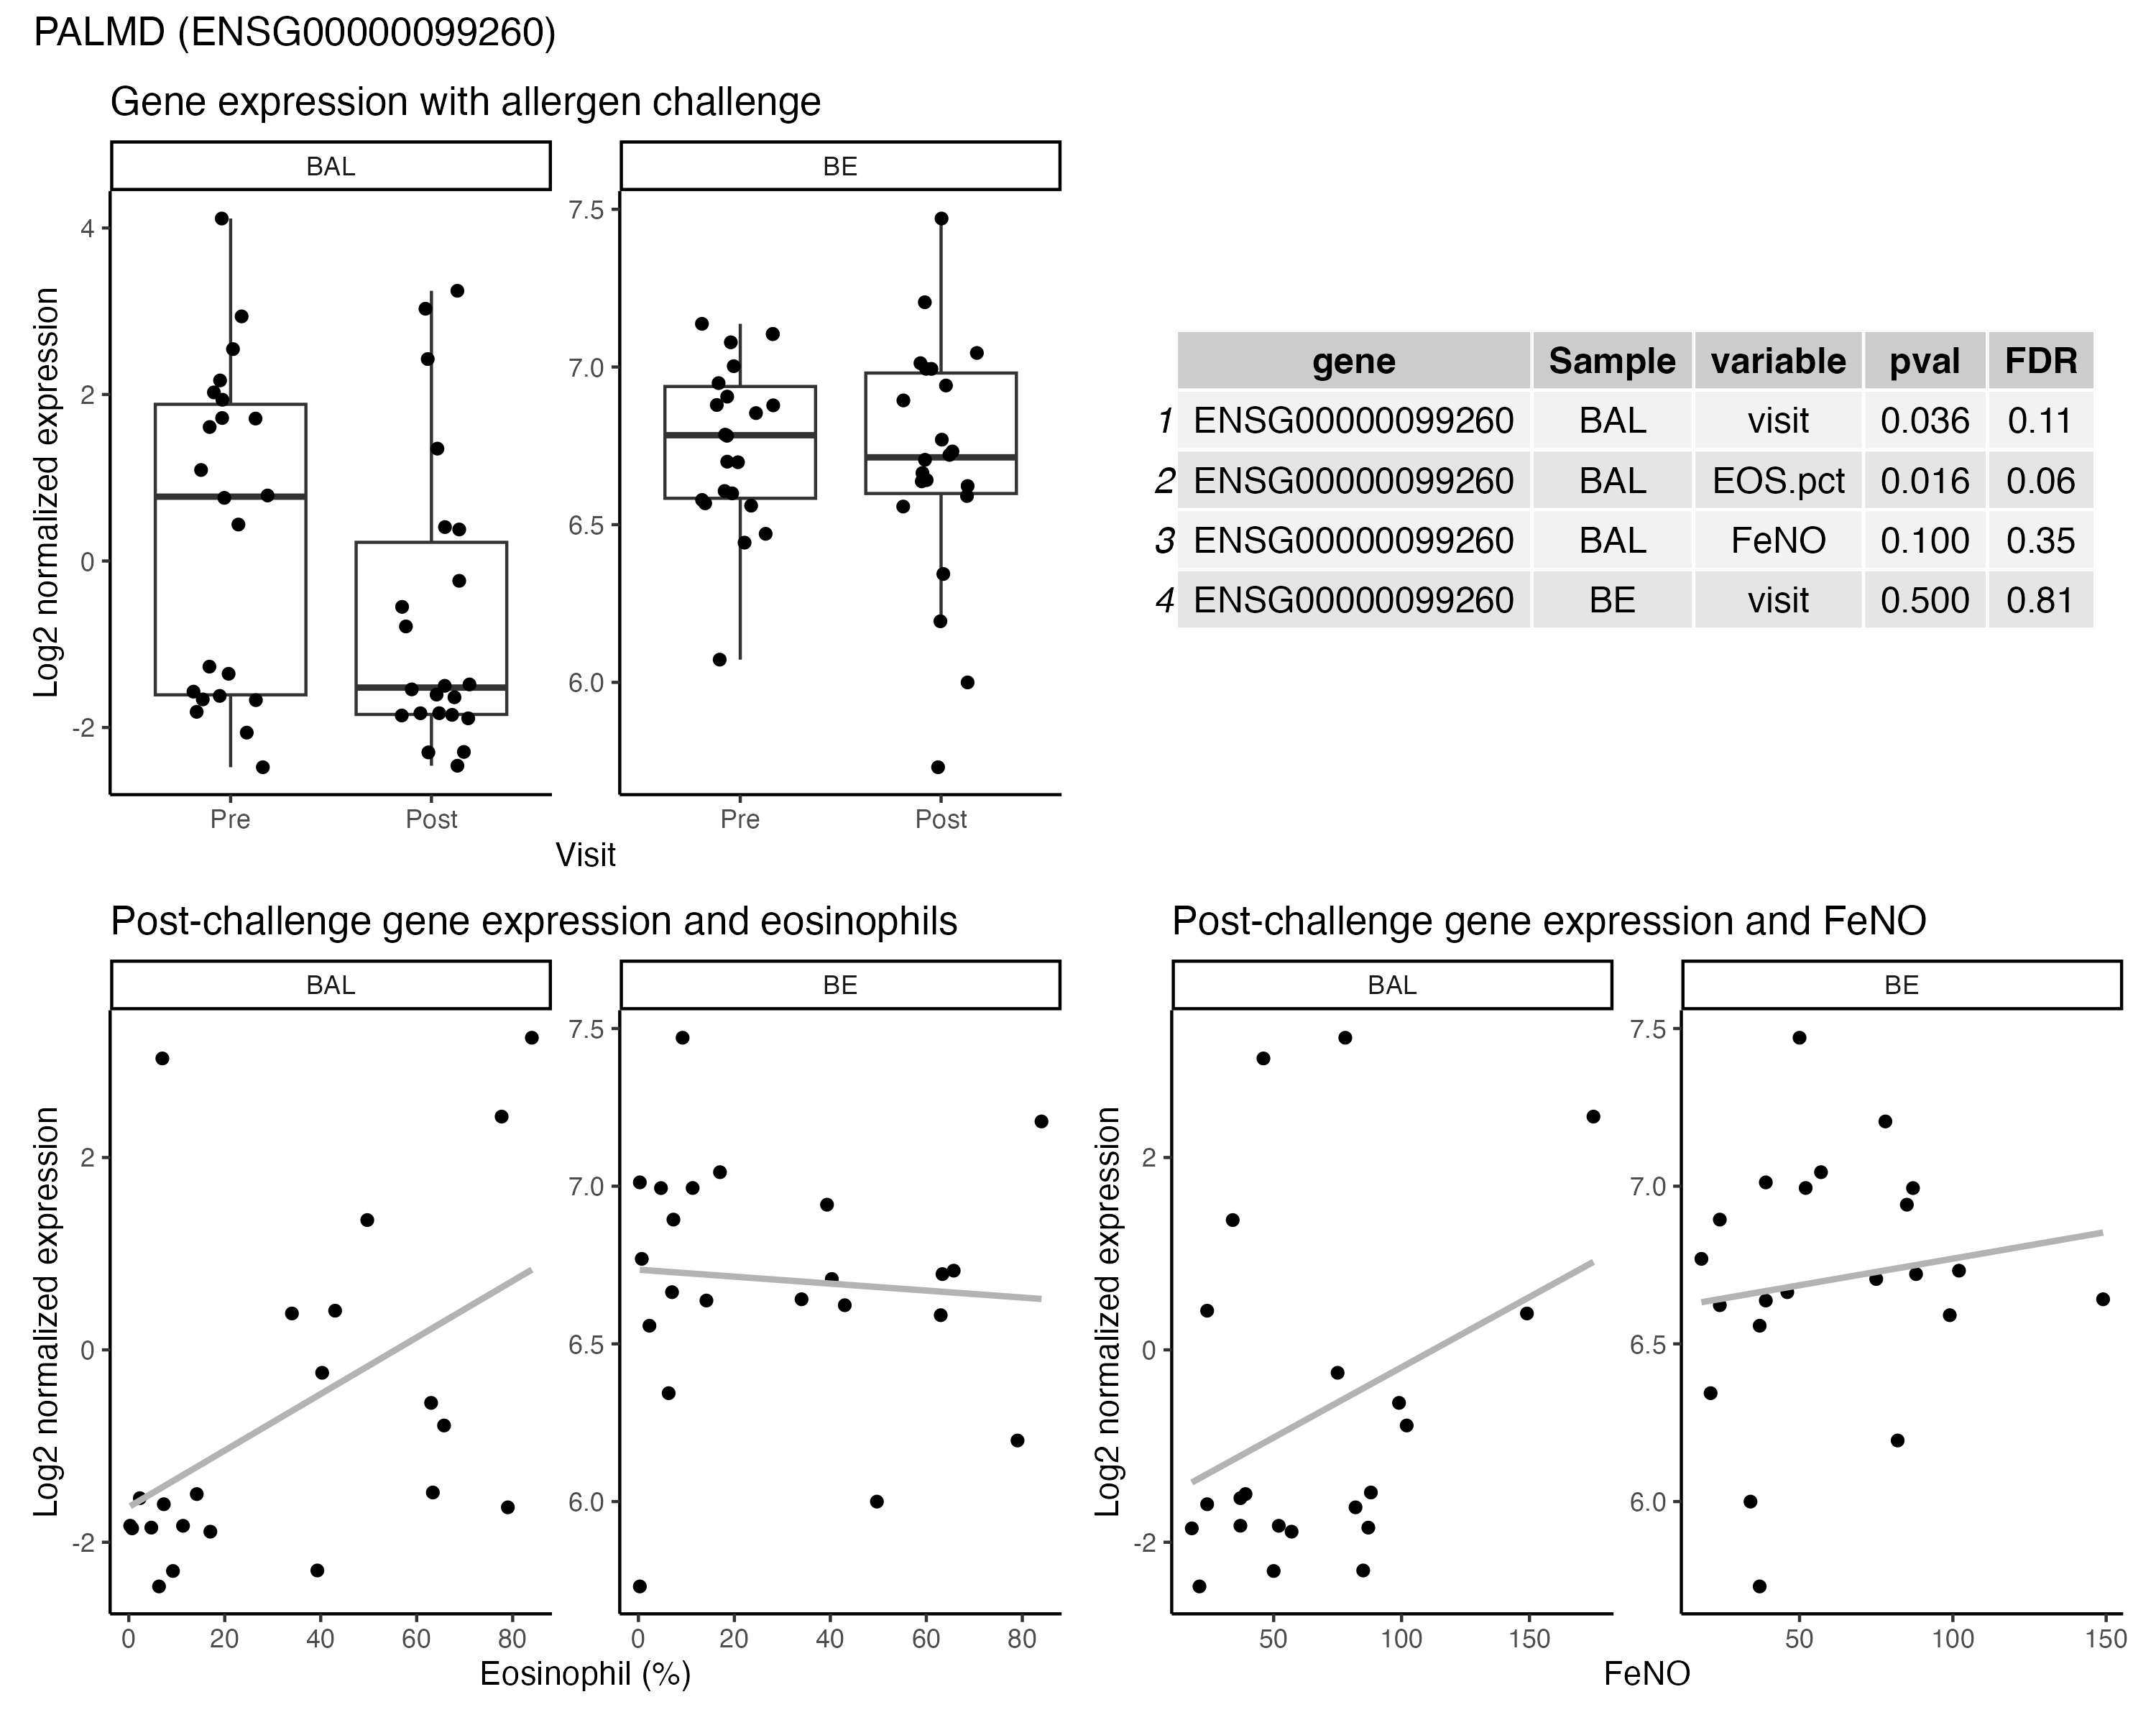 PALMD (ENSG00000099260)
Gene expression with allergen challenge
BAL
BE
Log2 normalized expression
4
2
0
-2
7.5
7.0
6.5
6.0
Pre
Post
Pre
Post
Visit
gene Sample variable pval FDR
1 ENSG00000099260 BAL visit 0.036 0.11
2 ENSG00000099260 BAL EOS.pct 0.016 0.06
3 ENSG00000099260 BAL FeNO 0.100 0.35
4 ENSG00000099260 BE visit 0.500 0.81
Post-challenge gene expression and eosinophils
BAL
BE
Log2 normalized expression
2
0
-2
7.5
7.0
6.5
6.0
0 20 40 60 80
0 20 40 60 80
Eosinophil (%)
Post-challenge gene expression and FeNO
BAL
BE
Log2 normalized expression
2
0
-2
7.5
7.0
6.5
6.0
50 100 150
50 100 150
FeNO